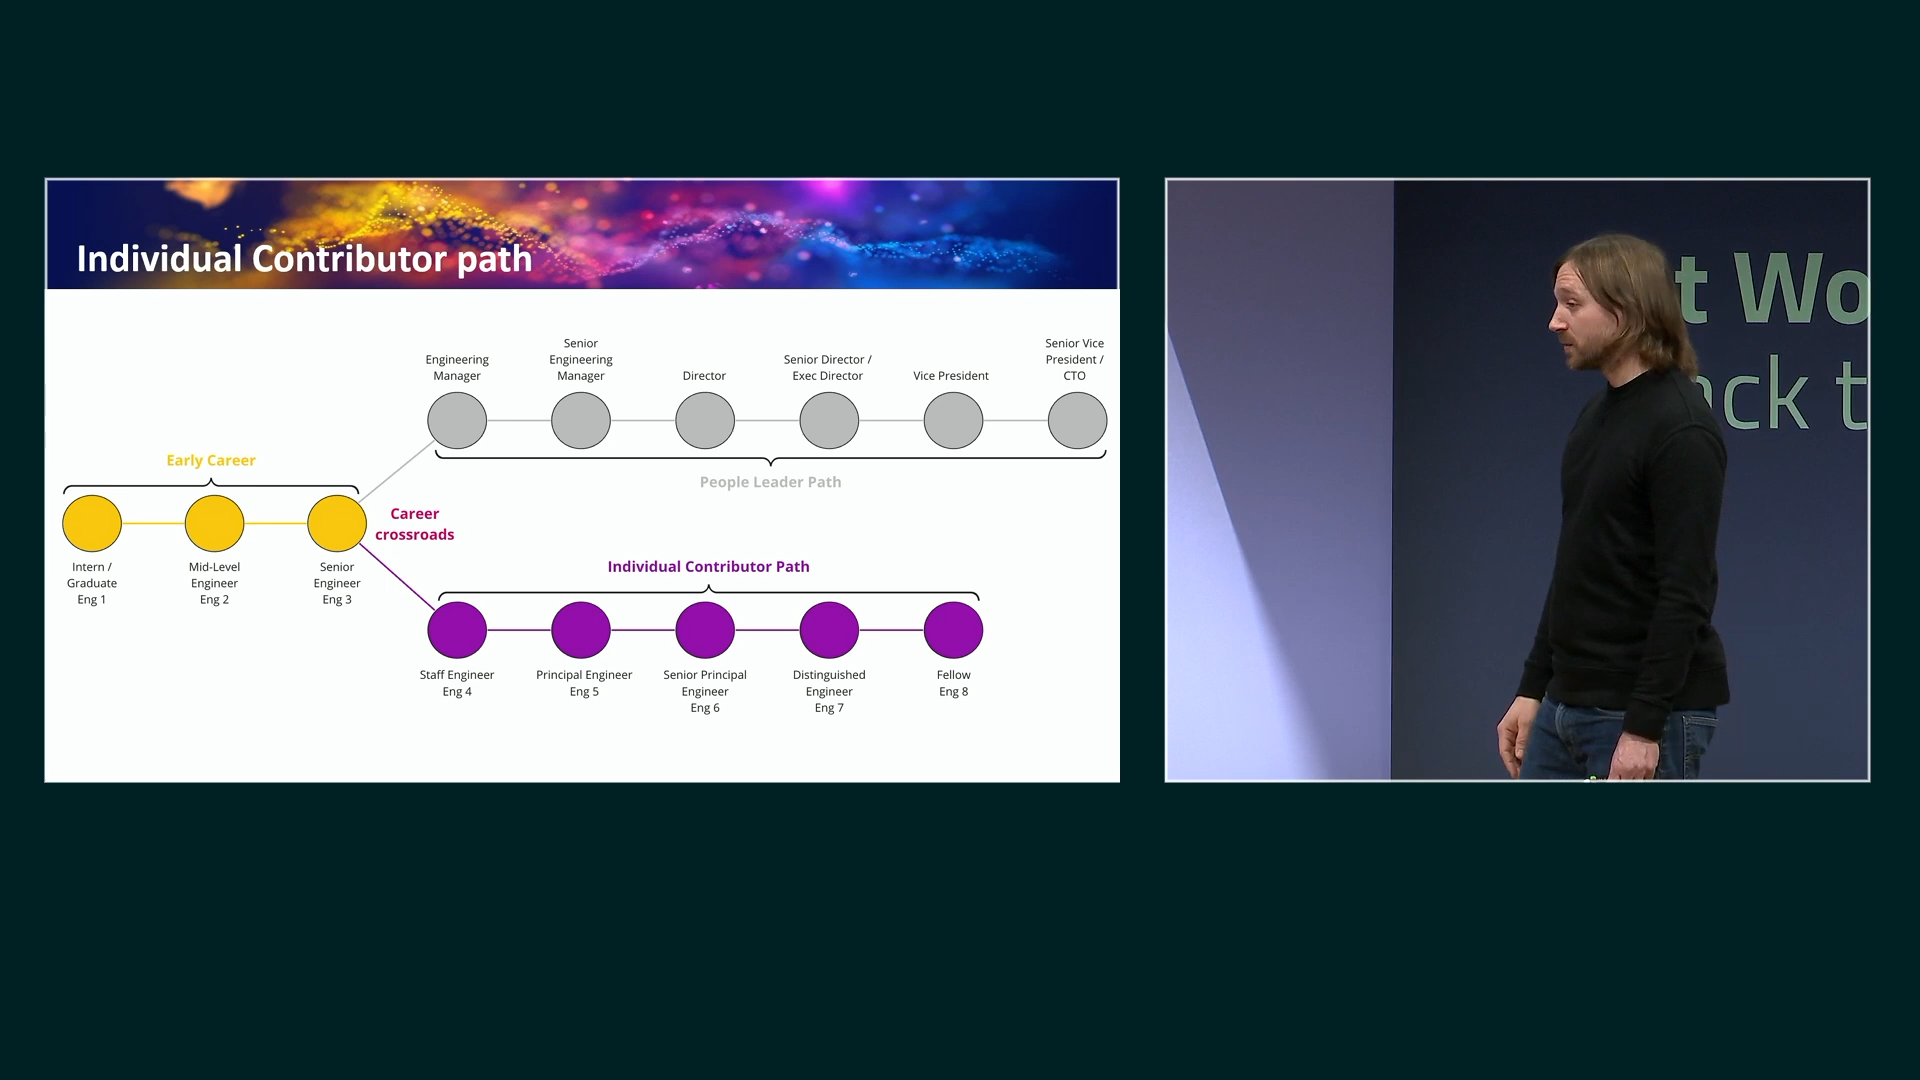 Individual Contributor path
Senior
Engineering
Manager
Engineering
Manager
Director
Senior Director /
Exec Director
Vice President
Senior Vice
President /
CTO
People Leader Path
Early Career
Career
crossroads
Intern /
Graduate
Eng 1
Mid-Level
Engineer
Eng 2
Senior
Engineer
Eng 3
Individual Contributor Path
Staff Engineer
Eng 4
Principal Engineer
Eng 5
Senior Principal
Engineer
Eng 6
Distinguished
Engineer
Eng 7
Fellow
Eng 8